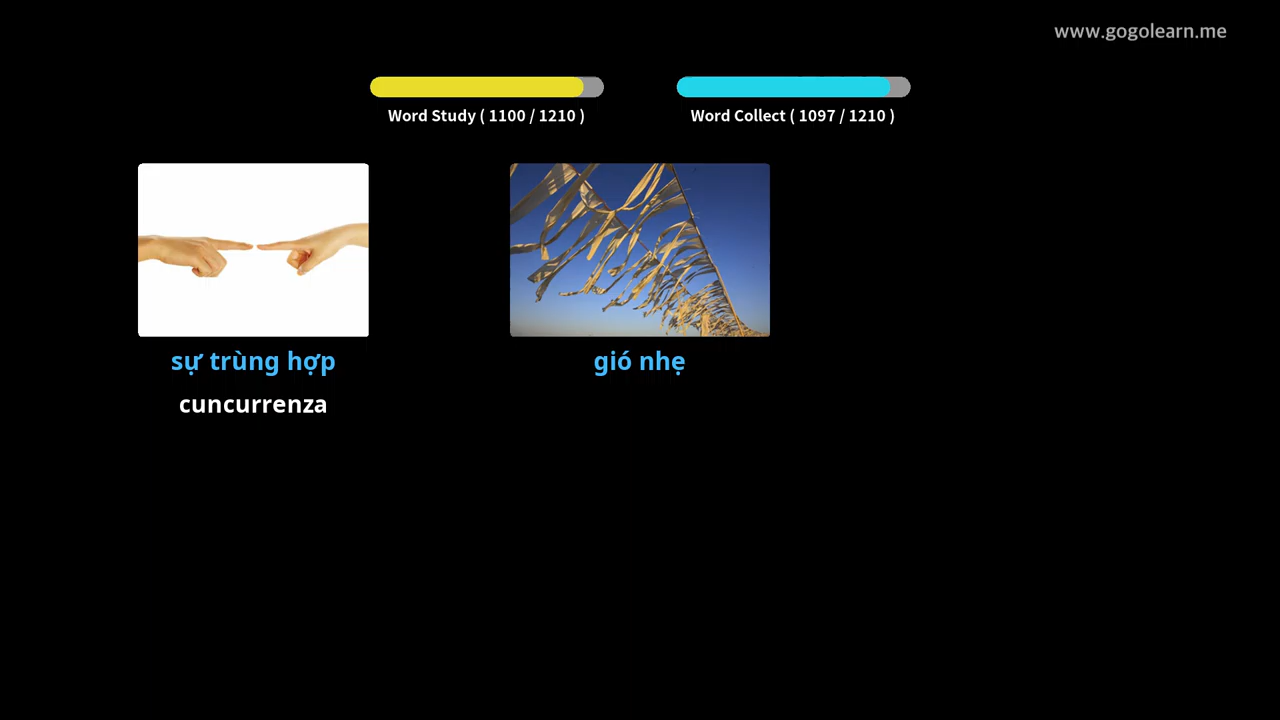 www.gogolearn.me
Word Study ( 1100 / 1210 )
Word Collect ( 1097 / 1210 )
sự trùng hợp
gió nhẹ
cuncurrenza